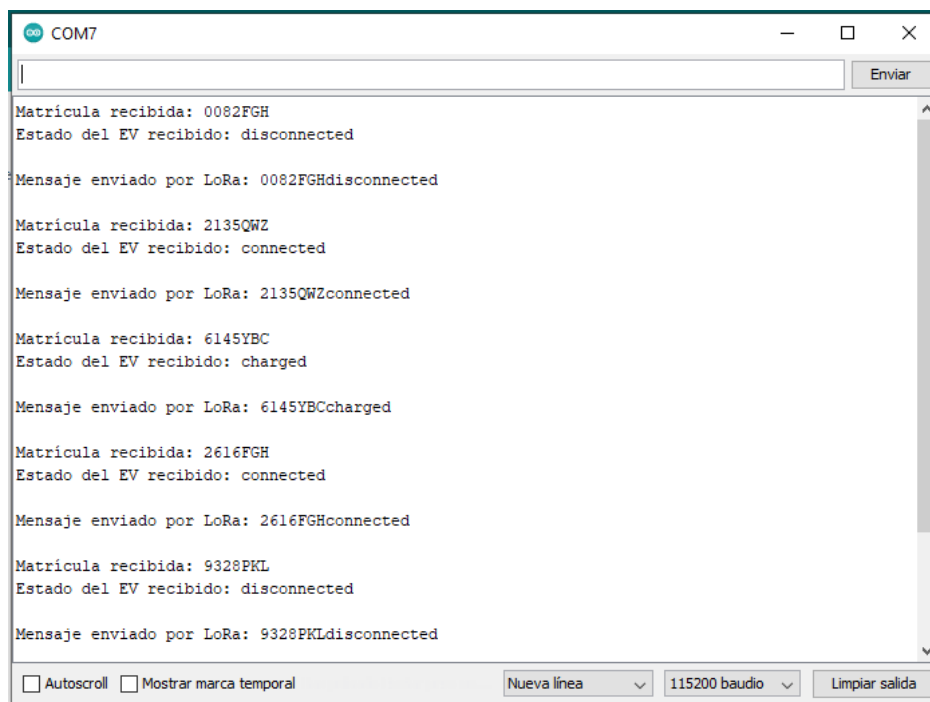 COM7
Enviar
Matrícula recibida: 0082FGH
Estado del EV recibido: disconnected
Mensaje enviado por LoRa: 0082FGHdisconnected
Matrícula recibida: 2135QWZ
Estado del EV recibido: connected
Mensaje enviado por LoRa: 2135QWZconnected
Matrícula recibida: 6145YBC
Estado del EV recibido: charged
Mensaje enviado por LoRa: 6145YBCcharged
Matrícula recibida: 2616FGH
Estado del EV recibido: connected
Mensaje enviado por LoRa: 2616FGHconnected
Matrícula recibida: 9328PKL
Estado del EV recibido: disconnected
Mensaje enviado por LoRa: 9328PKLdisconnected
Autoscroll Mostrar marca temporal Nueva línea 115200 baudio Limpiar salida